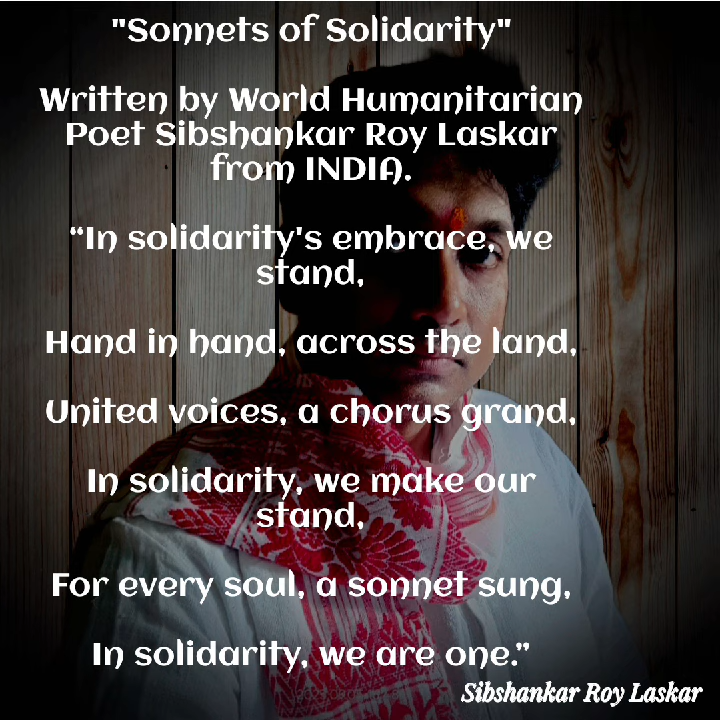 "Sonnets of Solidarity"
Written by World Humanitarian
Poet Sibshankar Roy Laskar
from INDIA.
“In solidarity's embrace, we
stand,
Hand in hand, across the land,
United voices, a chorus grand,
In solidarity, we make our
stand,
For every soul, a sonnet sung,
In solidarity, we are one.”
Sibshankar Roy Laskar